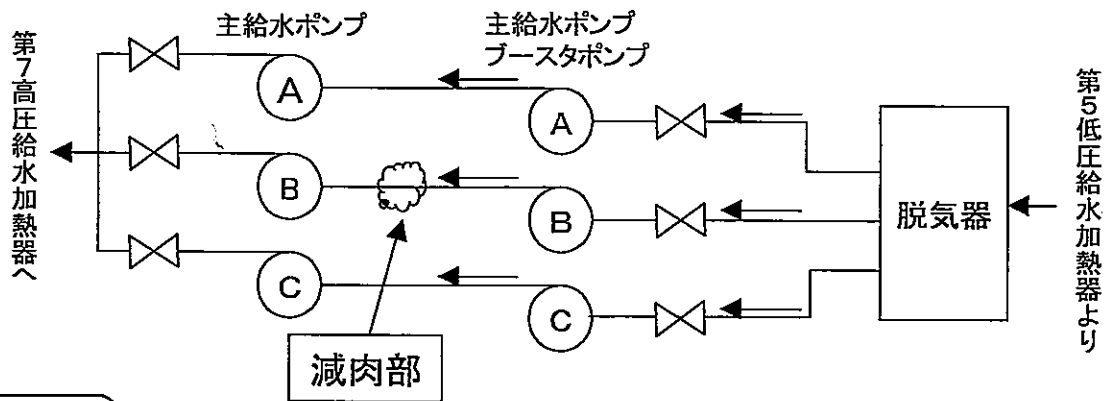 主給水ポンプ
主給水ポンプ
ブースタポンプ
第7高圧給水加熱器へ
A
A
B
B
C
C
脱気器
第5低圧給水加熱器より
減肉部